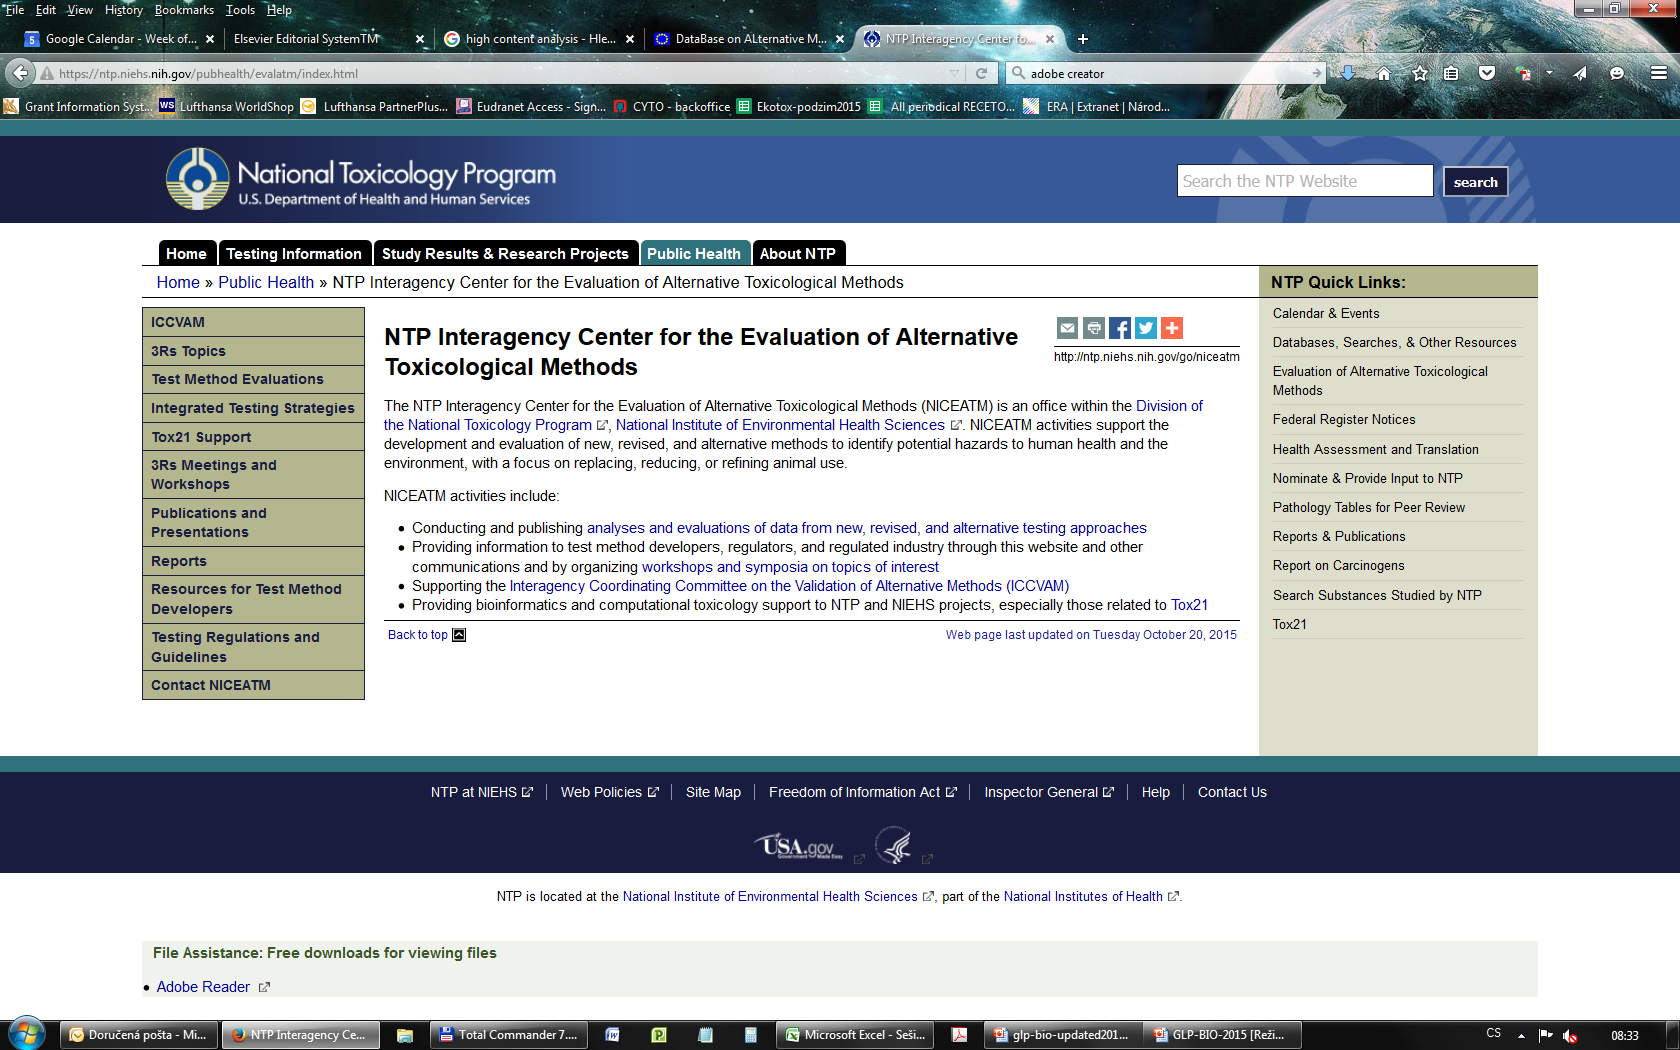 File Edit View History Bookmarks Tools Help
Google Calendar - Week of... Elsevier Editorial SystemTM high content analysis - Hle... DataBase on ALternative M... NTP Interagency Center fo...
https://ntp.niehs.nih.gov/pubhealth/evalatm/index.html adobe creator
Grant Information Syst... Lufthansa WorldShop Lufthansa PartnerPlus... Eudranet Access - Sign... CYTO - backoffice Ekotox-podzim2015 All periodical RECETO... ERA | Extranet | Národ...
National Toxicology Program
U.S. Department of Health and Human Services
Search the NTP Website search
Home Testing Information Study Results & Research Projects Public Health About NTP
Home » Public Health » NTP Interagency Center for the Evaluation of Alternative Toxicological Methods
ICCVAM
3Rs Topics
Test Method Evaluations
Integrated Testing Strategies
Tox21 Support
3Rs Meetings and
Workshops
Publications and
Presentations
Reports
Resources for Test Method
Developers
Testing Regulations and
Guidelines
Contact NICEATM
NTP Interagency Center for the Evaluation of Alternative
Toxicological Methods
http://ntp.niehs.nih.gov/go/niceatm
The NTP Interagency Center for the Evaluation of Alternative Toxicological Methods (NICEATM) is an office within the Division of
the National Toxicology Program, National Institute of Environmental Health Sciences. NICEATM activities support the
development and evaluation of new, revised, and alternative methods to identify potential hazards to human health and the
environment, with a focus on replacing, reducing, or refining animal use.
NICEATM activities include:
• Conducting and publishing analyses and evaluations of data from new, revised, and alternative testing approaches
• Providing information to test method developers, regulators, and regulated industry through this website and other
communications and by organizing workshops and symposia on topics of interest
• Supporting the Interagency Coordinating Committee on the Validation of Alternative Methods (ICCVAM)
• Providing bioinformatics and computational toxicology support to NTP and NIEHS projects, especially those related to Tox21
Back to top Web page last updated on Tuesday October 20, 2015
NTP Quick Links:
Calendar & Events
Databases, Searches, & Other Resources
Evaluation of Alternative Toxicological
Methods
Federal Register Notices
Health Assessment and Translation
Nominate & Provide Input to NTP
Pathology Tables for Peer Review
Reports & Publications
Report on Carcinogens
Search Substances Studied by NTP
Tox21
NTP at NIEHS Web Policies Site Map Freedom of Information Act Inspector General Help Contact Us
USA.gov
Government Made Easy
NTP is located at the National Institute of Environmental Health Sciences, part of the National Institutes of Health.
File Assistance: Free downloads for viewing files
• Adobe Reader
Doručená pošta - Mi... NTP Interagency Ce... Total Commander 7.... Microsoft Excel - Seši... glp-bio-updated201... GLP-BIO-2015 [Reži... CS 08:33